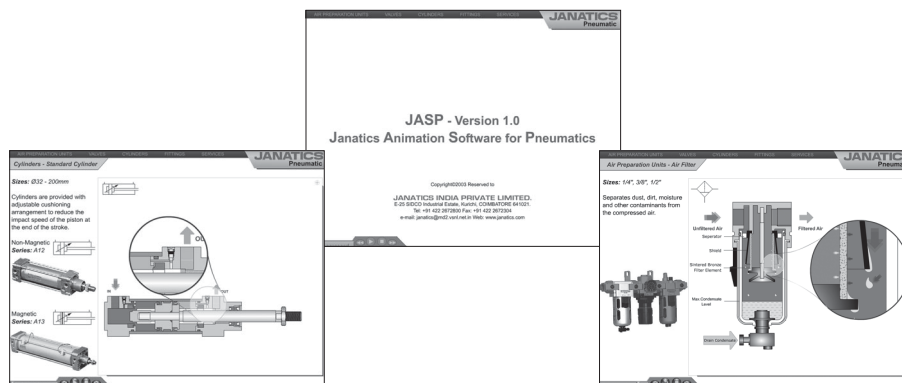 AIR PREPARATION UNITS VALVES CYLINDERS FITTINGS SERVICES
JANATICS
Pneumatic
JASP - Version 1.0
Janatics Animation Software for Pneumatics
Copyright©2003 Reserved to
JANATICS INDIA PRIVATE LIMITED.
E-25 SIDCO Industrial Estate, Kurichi, COIMBATORE 641021.
Tel: +91 422 2672800 Fax: +91 422 2672304
e-mail: janatics@md2.vsnl.net.in Web: www.janatics.com
AIR PREPARATION UNITS VALVES CYLINDERS FITTINGS SERVICES
JANATICS
Pneumatic
Cylinders - Standard Cylinder
Sizes: Ø32 - 200mm
Cylinders are provided with
adjustable cushioning
arrangement to reduce the
impact speed of the piston at
the end of the stroke.
Non-Magnetic
Series: A12
Magnetic
Series: A13
OU
IN
OUT
AIR PREPARATION UNITS VALVES CYLINDERS FITTINGS SERVICES
JANATIC
Pneuma
Air Preparation Units - Air Filter
Sizes: 1/4", 3/8", 1/2"
Separates dust, dirt, moisture
and other contaminants from
the compressed air.
Unfiltered Air
Filtered Air
Seperator
Shield
Sintered Bronze
Filter Element
Max.Condensate
Level
Drain Condensate